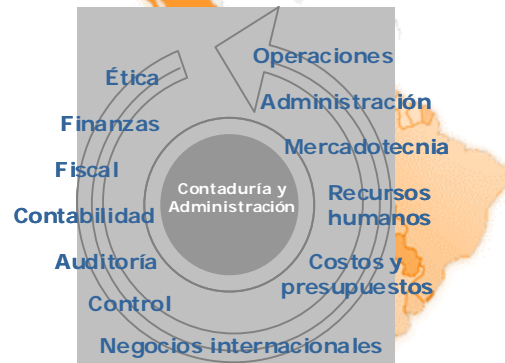 Operaciones
Ética
Administración
Finanzas
Mercadotecnia
Fiscal
Contaduría y
Administración
Recursos
humanos
Contabilidad
Auditoría
Costos y
presupuestos
Control
Negocios internacionales